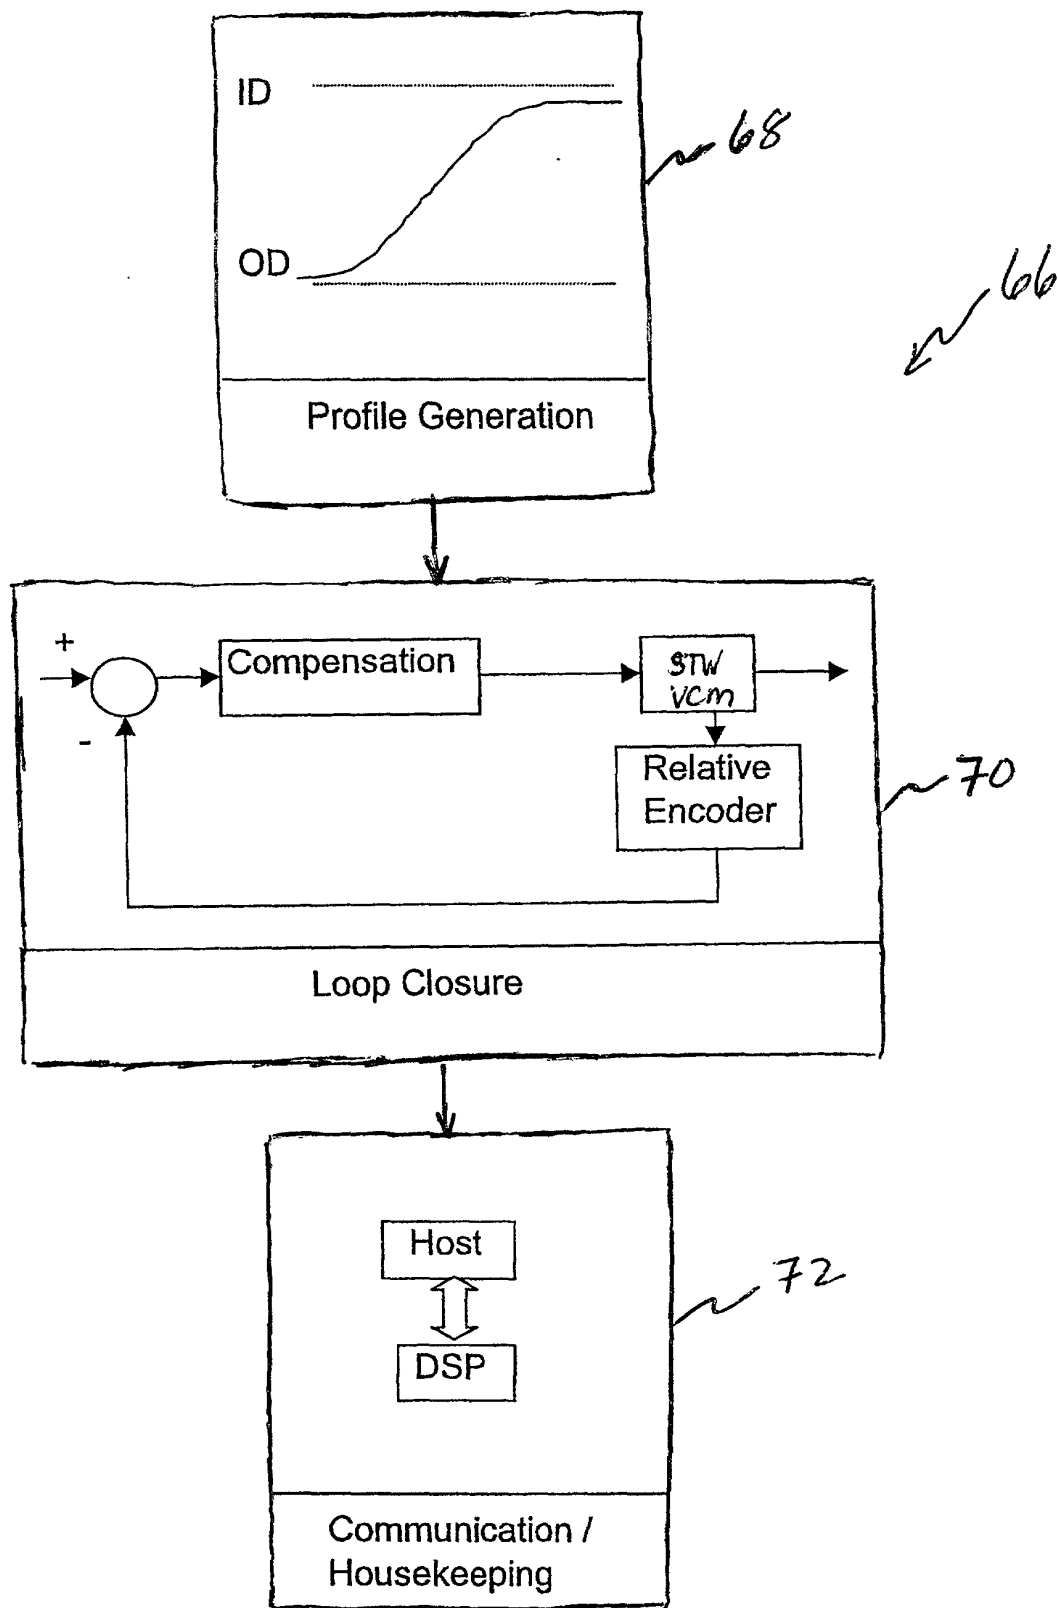 ID
68
OD
66
Profile Generation
+
Compensation
STW
VCM
-
Relative
Encoder
70
Loop Closure
Host
72
DSP
Communication /
Housekeeping